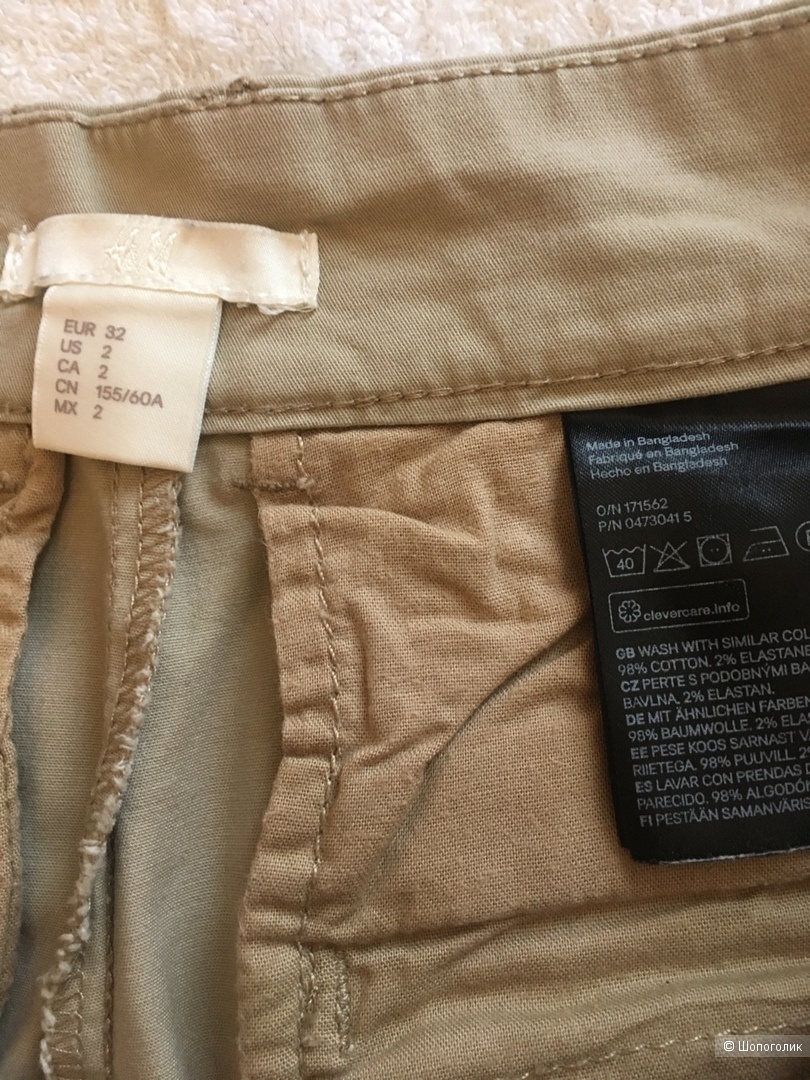 H&M
EUR 32
US 2
CA 2
CN 155/60A
MX 2
Made in Bangladesh
Fabriqué en Bangladesh
Hecho en Bangladesh
O/N 171562
P/N 0473041 5
40
clevercare.info
GB WASH WITH SIMILAR
98% COTTON. 2% ELASTANE
CZ PERTE S PODOBNÝMI
BAVLNA, 2% ELASTAN.
DE MIT ÄHNLICHEN
98% BAUMWOLLE. 2%
EE PESE KOOS SARNAST
RIIETEGA. 98% PUUVILL.
ES LAVAR CON PRENDAS
PARECIDO. 98%
FI PESTÄÄN
© Шопоголик